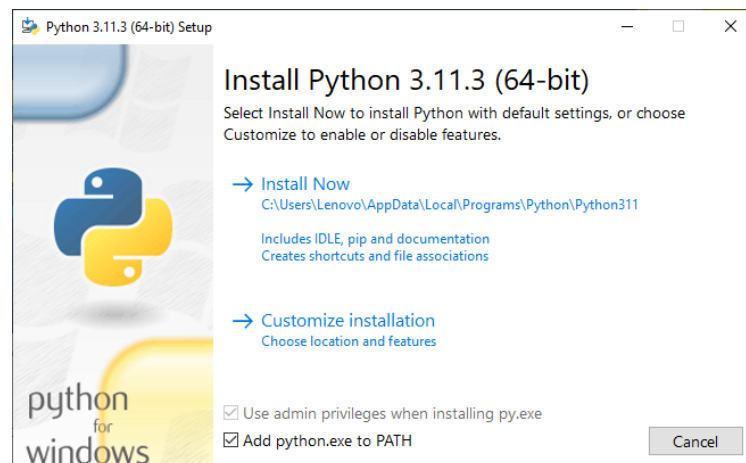 Python 3.11.3 (64-bit) Setup
Install Python 3.11.3 (64-bit)
Select Install Now to install Python with default settings, or choose
Customize to enable or disable features.
Install Now
C:\Users\Lenovo\AppData\Local\Programs\Python\Python311
Includes IDLE, pip and documentation
Creates shortcuts and file associations
Customize installation
Choose location and features
python
for
windows
Use admin privileges when installing py.exe
Add python.exe to PATH
Cancel